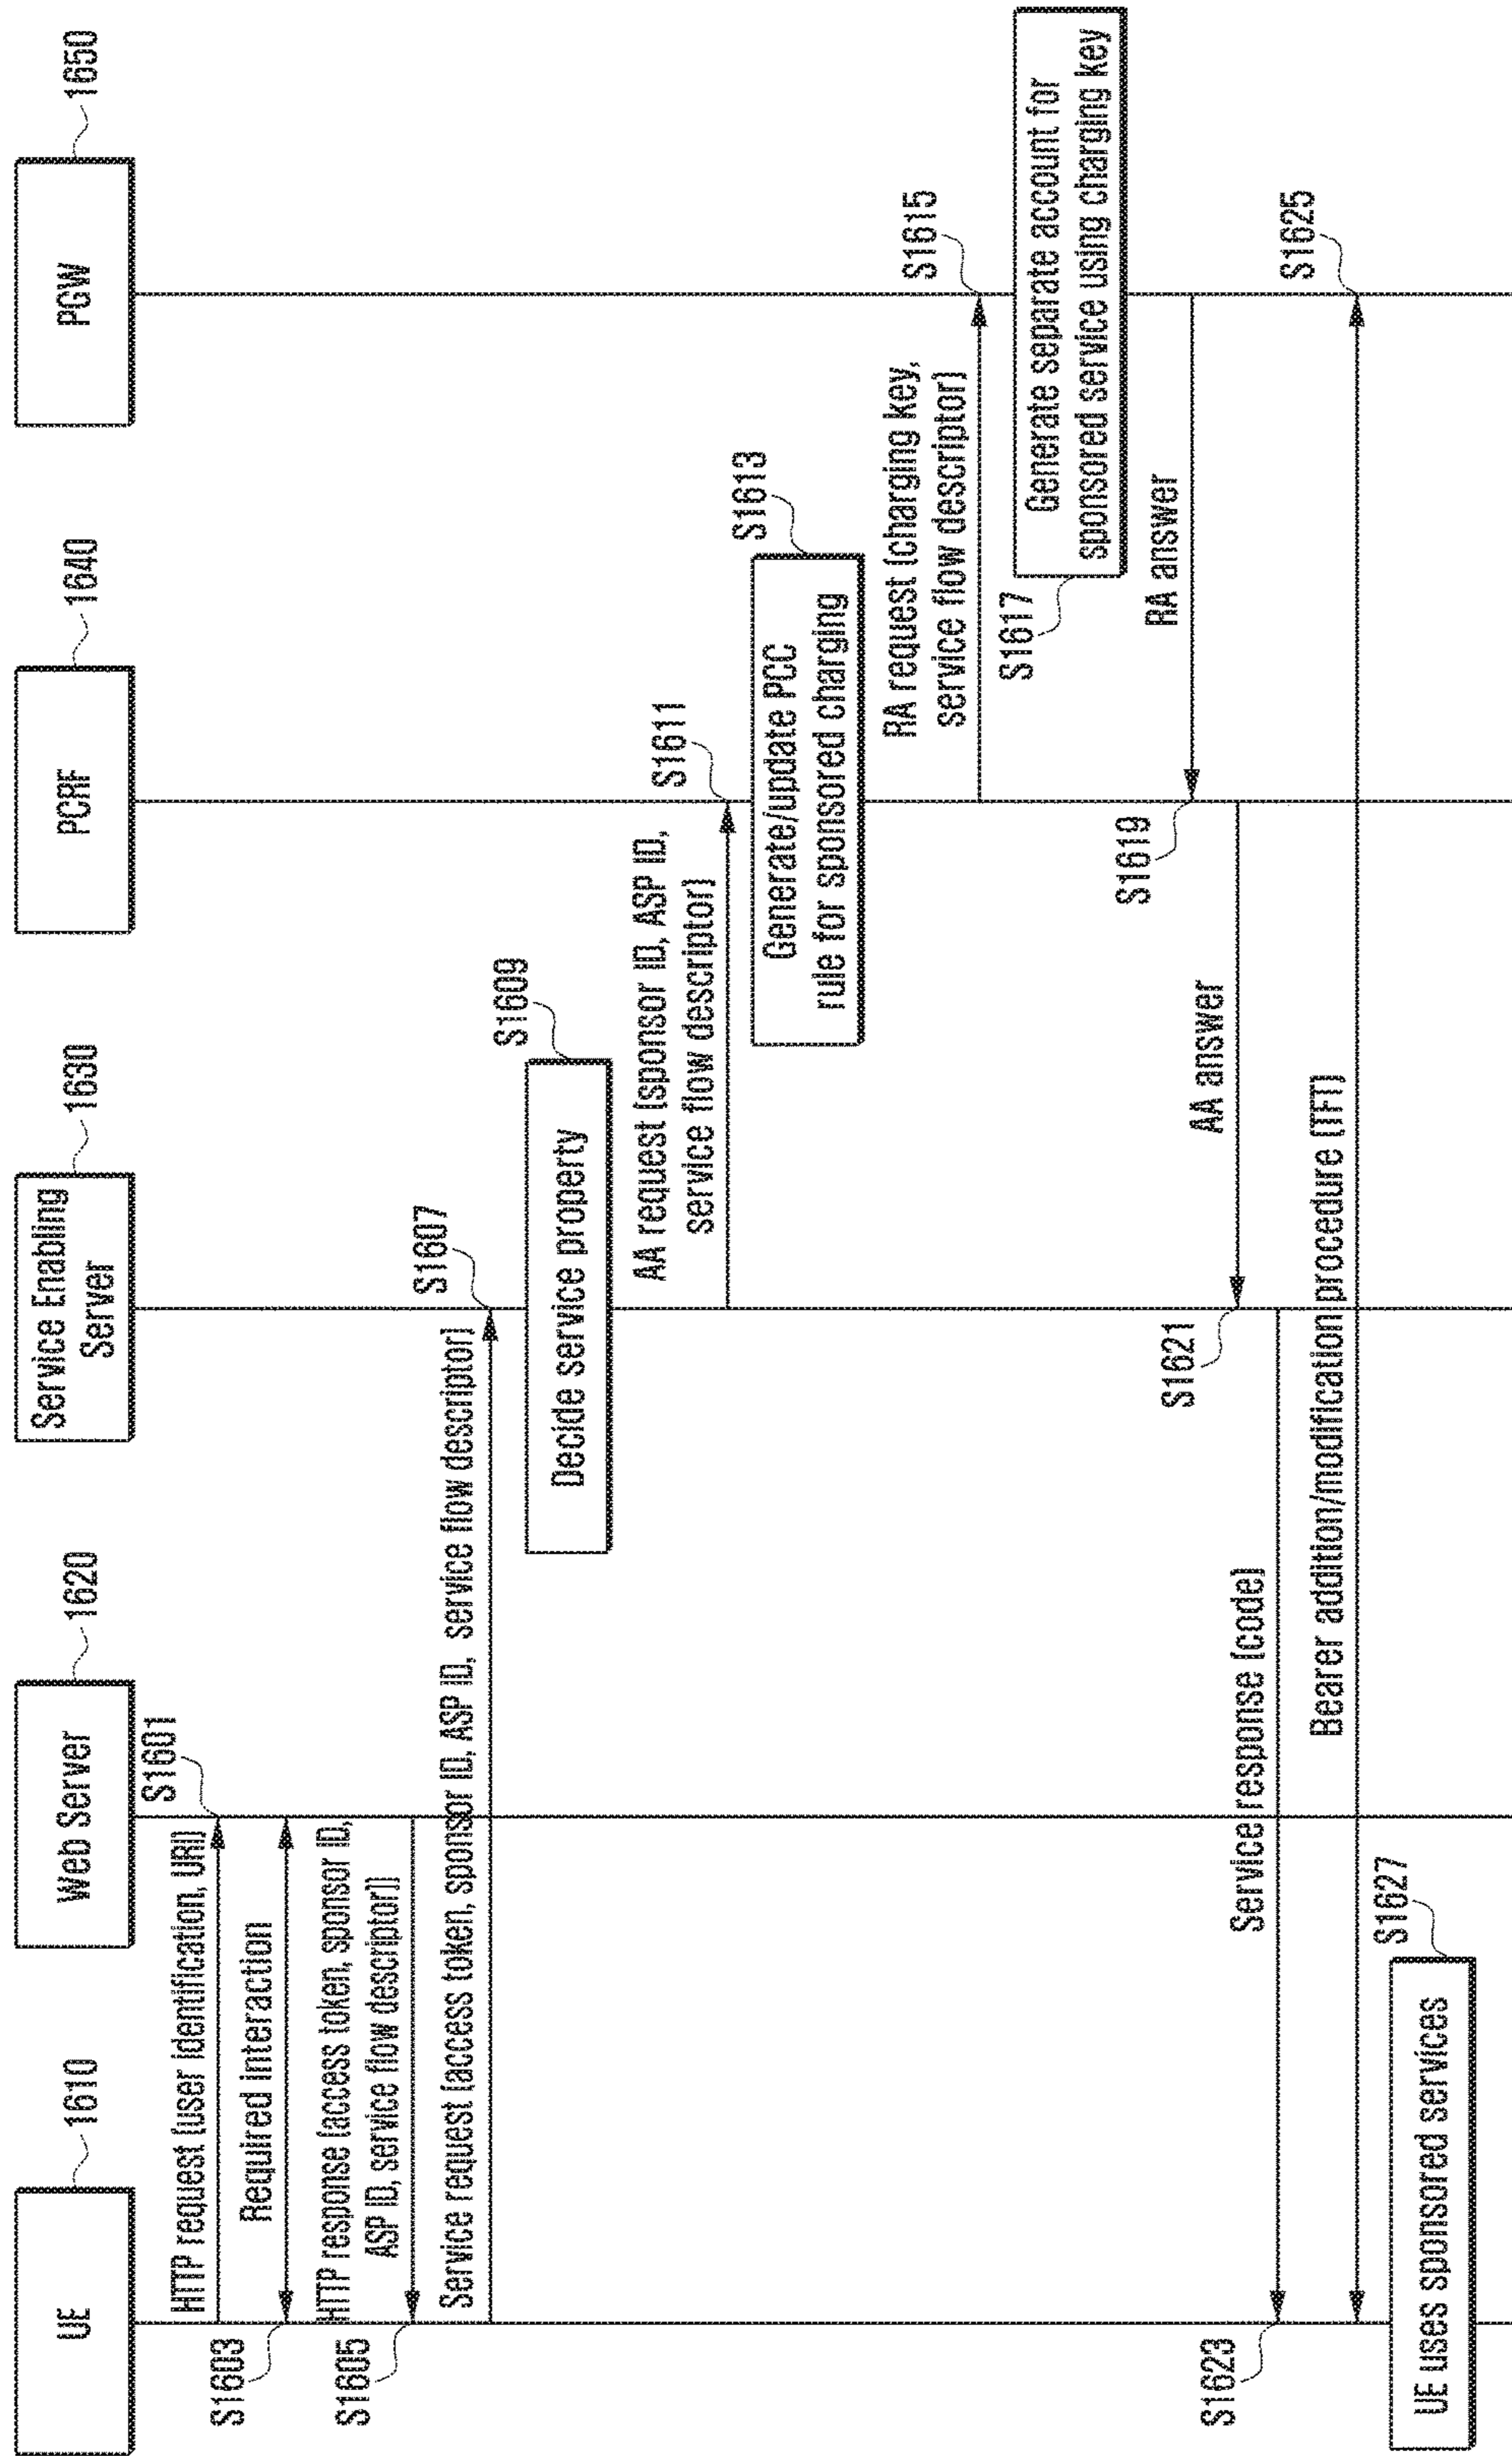 UE
1610
Web Server
1620
Service Enabling
Server
1630
PCRF
1640
PGW
1650
HTTP request (user identification, URI)
S1601
Required interaction
S1603
HTTP response (access token, sponsor ID,
ASP ID, service flow descriptor))
S1605
Service request (access token, sponsor ID, ASP ID, service flow descriptor)
S1607
Decide service property
S1609
AA request (sponsor ID, ASP ID,
service flow descriptor)
S1611
Generate/update PCC
rule for sponsored charging
S1613
RA request (charging key,
service flow descriptor)
S1615
Generate separate account for
sponsored service using charging key
S1617
RA answer
S1619
AA answer
S1621
Service response (code)
S1623
Bearer addition/modification procedure (TFT)
S1625
UE uses sponsored services
S1627